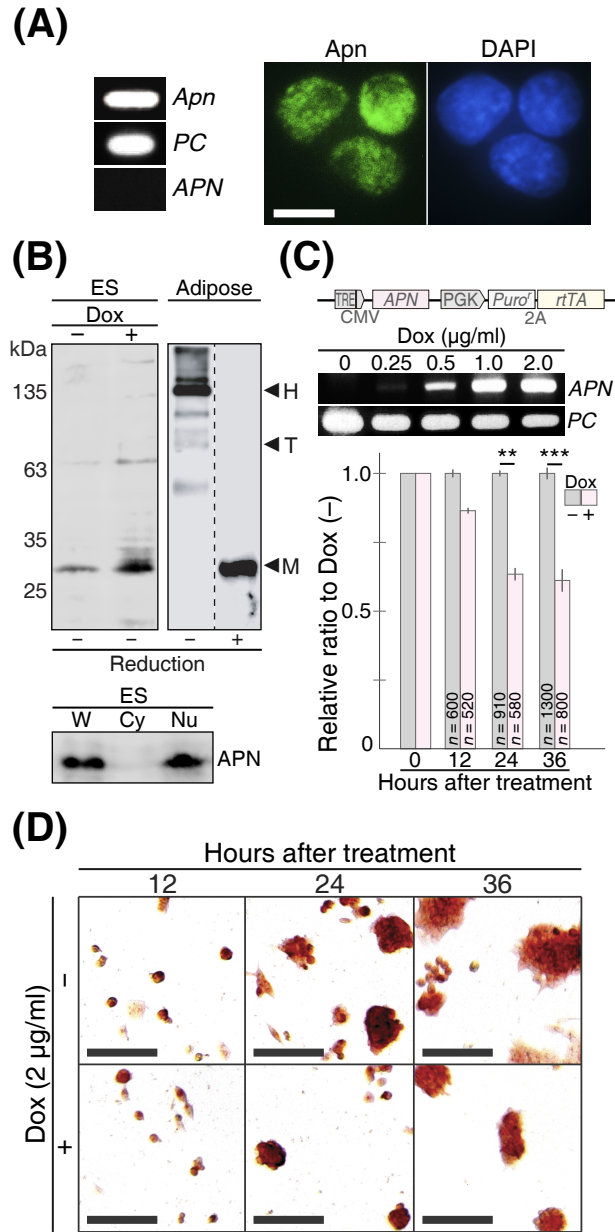 (A)
Apn
DAPI
Apn
PC
APN
(B)
ES
Adipose
Dox
− +
kDa
135
63
35
25
H
T
M
− − +
Reduction
ES
W Cy Nu
APN
(C)
TRE APN PGK Puroʳ rtTA
CMV 2A
Dox (µg/ml)
0 0.25 0.5 1.0 2.0
APN
PC
** ***
Dox
− +
Relative ratio to Dox (−)
1.0
0.5
0
n = 600
n = 520
n = 910
n = 580
n = 1300
n = 800
0 12 24 36
Hours after treatment
(D)
Hours after treatment
12 24 36
Dox (2 µg/ml)
−
+